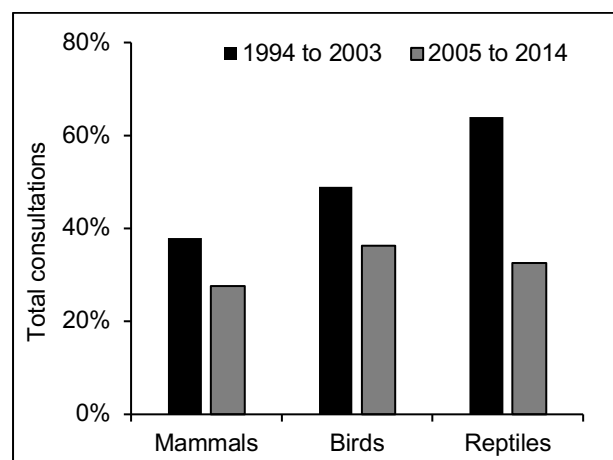 80%
1994 to 2003 2005 to 2014
60%
40%
20%
0%
Total consultations
Mammals Birds Reptiles